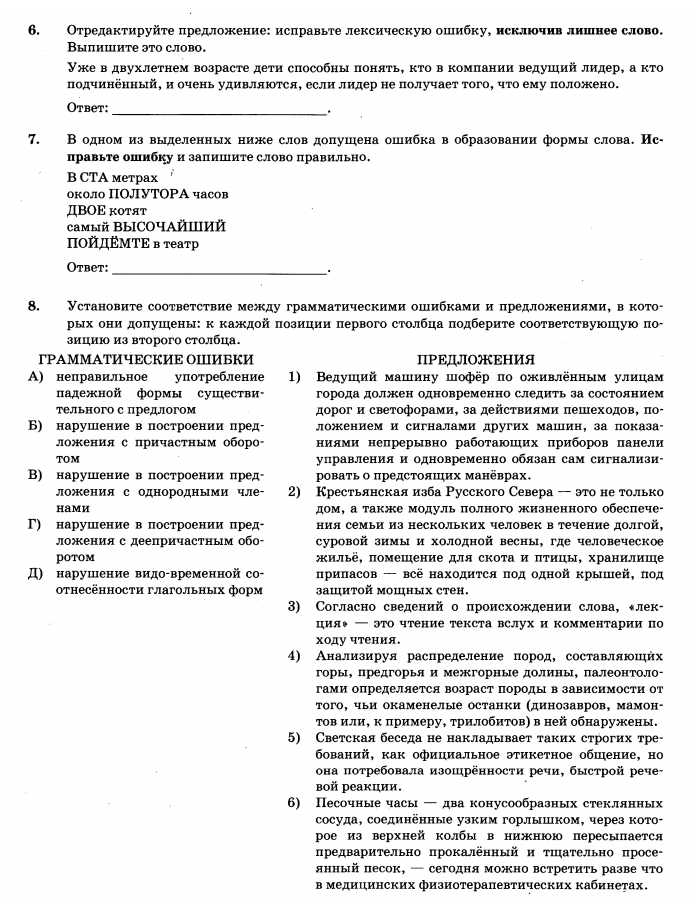 6. Отредактируйте предложение: исправьте лексическую ошибку, исключив лишнее слово.
Выпишите это слово.
Уже в двухлетнем возрасте дети способны понять, кто в компании ведущий лидер, а кто
подчинённый, и очень удивляются, если лидер не получает того, что ему положено.
Ответ: ____________________________.
7. В одном из выделенных ниже слов допущена ошибка в образовании формы слова. Ис-
правьте ошибку и запишите слово правильно.
В СТА метрах
около ПОЛУТОРА часов
ДВОЕ котят
самый ВЫСОЧАЙШИЙ
ПОЙДЁМТЕ в театр
Ответ: ____________________________.
8. Установите соответствие между грамматическими ошибками и предложениями, в кото-
рых они допущены: к каждой позиции первого столбца подберите соответствующую по-
зицию из второго столбца.
ГРАММАТИЧЕСКИЕ ОШИБКИ
А) неправильное употребление
падежной формы существи-
тельного с предлогом
Б) нарушение в построении пред-
ложения с причастным оборо-
том
В) нарушение в построении пред-
ложения с однородными чле-
нами
Г) нарушение в построении пред-
ложения с деепричастным обо-
ротом
Д) нарушение видо-временной со-
отнесённости глагольных форм
ПРЕДЛОЖЕНИЯ
1) Ведущий машину шофёр по оживлённым улицам
города должен одновременно следить за состоянием
дорог и светофорами, за действиями пешеходов, по-
ложением и сигналами других машин, за показа-
ниями непрерывно работающих приборов панели
управления и одновременно обязан сам сигнализи-
ровать о предстоящих манёврах.
2) Крестьянская изба Русского Севера — это не только
дом, а также модуль полного жизненного обеспече-
ния семьи из нескольких человек в течение долгой,
суровой зимы и холодной весны, где человеческое
жильё, помещение для скота и птицы, хранилище
припасов — всё находится под одной крышей, под
защитой мощных стен.
3) Согласно сведений о происхождении слова, «лек-
ция» — это чтение текста вслух и комментарии по
ходу чтения.
4) Анализируя распределение пород, составляющих
горы, предгорья и межгорные долины, палеонтоло-
гами определяется возраст породы в зависимости от
того, чьи окаменелые останки (динозавров, мамон-
тов или, к примеру, трилобитов) в ней обнаружены.
5) Светская беседа не накладывает таких строгих тре-
бований, как официальное этикетное общение, но
она потребовала изощрённости речи, быстрой рече-
вой реакции.
6) Песочные часы — два конусообразных стеклянных
сосуда, соединённые узким горлышком, через кото-
рое из верхней колбы в нижнюю пересыпается
предварительно прокалённый и тщательно просе-
янный песок, — сегодня можно встретить разве что
в медицинских физиотерапевтических кабинетах.